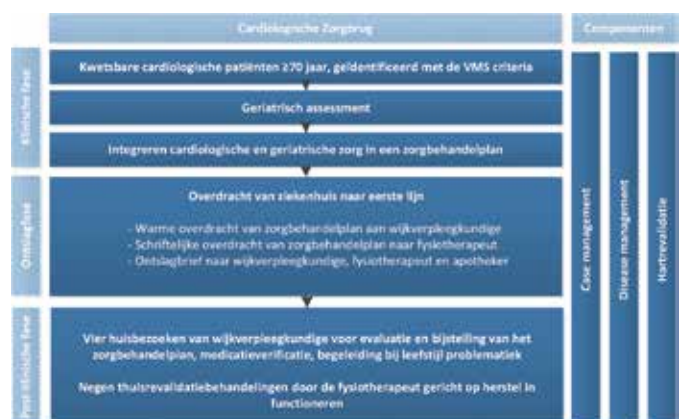 Cardiologische Zorgbrug
Componenten
Klinische fase
Kwetsbare cardiologische patiënten ≥70 jaar, geïdentificeerd met de VMS criteria
Geriatrisch assessment
Integreren cardiologische en geriatrische zorg in een zorgbehandelplan
Ontslagfase
Overdracht van ziekenhuis naar eerste lijn
- Warme overdracht van zorgbehandelplan aan wijkverpleegkundige
- Schriftelijke overdracht van zorgbehandelplan naar fysiotherapeut
- Ontslagbrief naar wijkverpleegkundige, fysiotherapeut en apotheker
Post-klinische fase
Vier huisbezoeken van wijkverpleegkundige voor evaluatie en bijstelling van het
zorgbehandelplan, medicatieverificatie, begeleiding bij leefstijl problematiek
Negen thuisrevalidatiebehandelingen door de fysiotherapeut gericht op herstel in
functioneren
Case management
Disease management
Hartrevalidatie